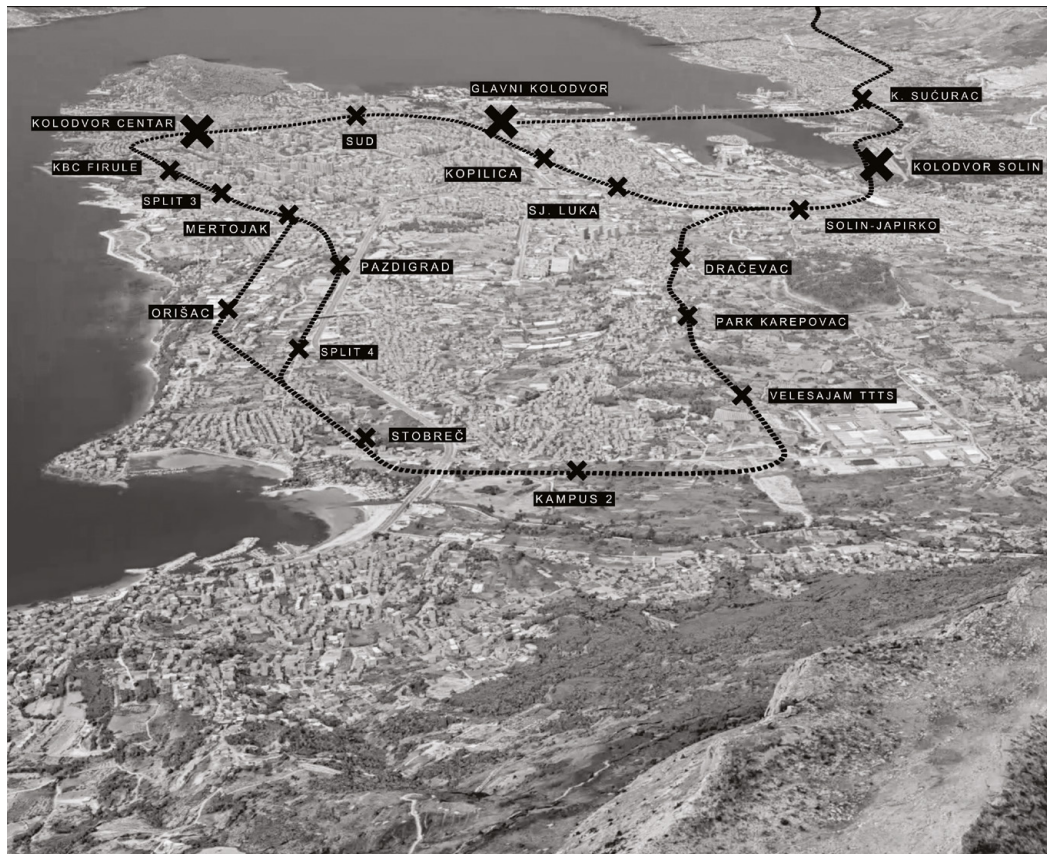 GLAVNI KOLODVOR
K. SUĆURAC
KOLODVOR CENTAR
SUD
KBC FIRULE
KOPILICA
KOLODVOR SOLIN
SPLIT 3
SJ. LUKA
MERTOJAK
SOLIN-JAPIRKO
PAZDIGRAD
DRAČEVAC
ORIŠAC
PARK KAREPOVAC
SPLIT 4
VELESAJAM TTTS
STOBREČ
KAMPUS 2